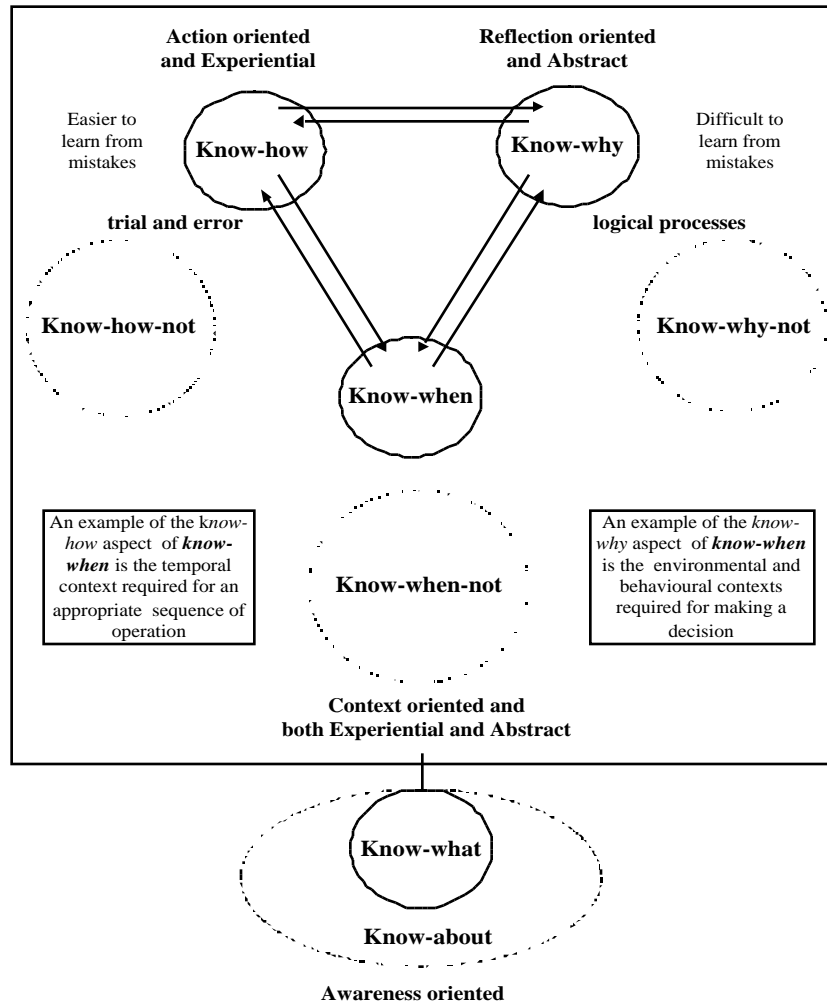 Action oriented
and Experiential
Reflection oriented
and Abstract
Easier to
learn from
mistakes
Know-how
Know-why
Difficult to
learn from
mistakes
trial and error
logical processes
Know-how-not
Know-why-not
Know-when
An example of the know-
how aspect of know-
when is the temporal
context required for an
appropriate sequence of
operation
Know-when-not
An example of the know-
why aspect of know-when
is the environmental and
behavioural contexts
required for making a
decision
Context oriented and
both Experiential and Abstract
Know-what
Know-about
Awareness oriented